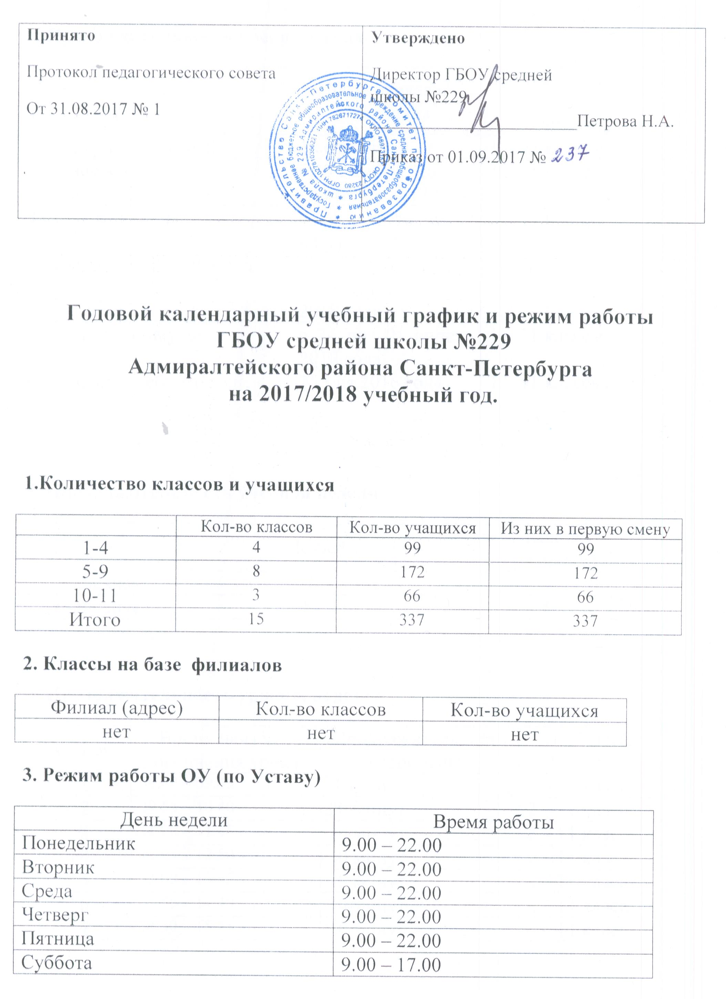 Принято
Протокол педагогического совета
От 31.08.2017 № 1
Утверждено
Директор ГБОУ средней
школы №229
Петрова Н.А.
Приказ от 01.09.2017 № 237
Правительство Санкт-Петербурга Комитет по образованию
Государственное бюджетное общеобразовательное учреждение средняя общеобразовательная
школа № 229 Адмиралтейского района Санкт-Петербурга
ИНН 7826717274 ОКПО ОКОГУ 23280 ОГРН
Годовой календарный учебный график и режим работы
ГБОУ средней школы №229
Адмиралтейского района Санкт-Петербурга
на 2017/2018 учебный год.
1.Количество классов и учащихся
Кол-во классов Кол-во учащихся Из них в первую смену
1-4 4 99 99
5-9 8 172 172
10-11 3 66 66
Итого 15 337 337
2. Классы на базе филиалов
Филиал (адрес) Кол-во классов Кол-во учащихся
нет нет нет
3. Режим работы ОУ (по Уставу)
День недели Время работы
Понедельник 9.00 – 22.00
Вторник 9.00 – 22.00
Среда 9.00 – 22.00
Четверг 9.00 – 22.00
Пятница 9.00 – 22.00
Суббота 9.00 – 17.00